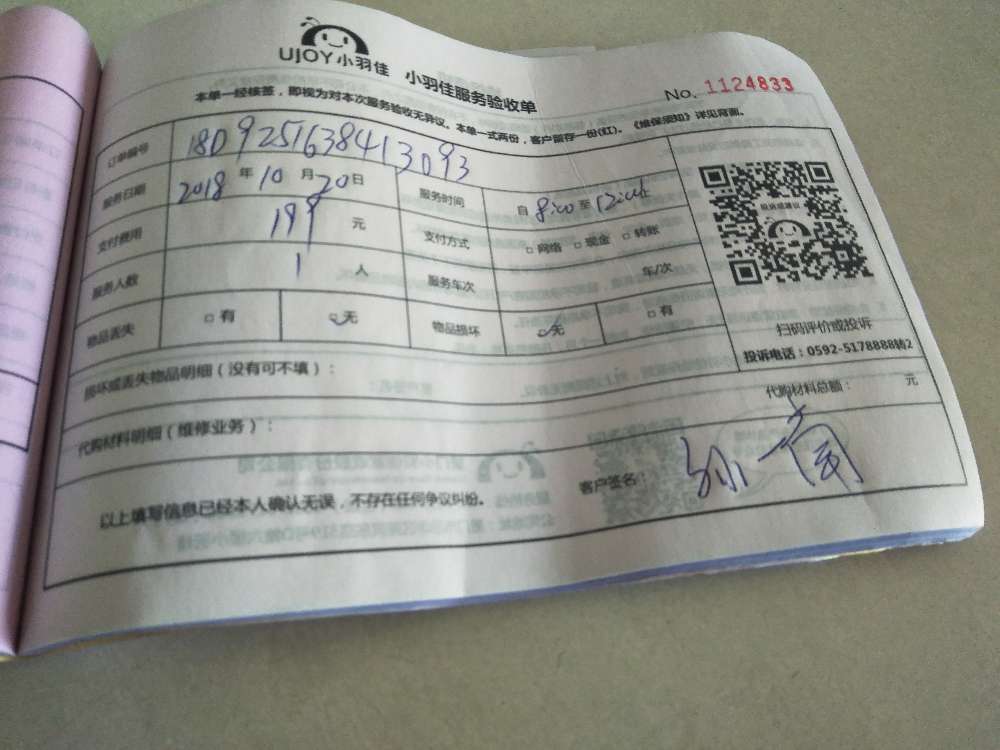 UJOY小羽佳 小羽佳服务验收单
No. 1124833
本单一经核签，即视为对本次服务验收无异议。本单一式两份，客户留存一份(红)。《维保须知》详见背面。
订单编号 18D9251638413093
服务日期 2018 年 10 月 20 日 服务时间 自 8:00 至 12:00
支付费用 199 元 支付方式 □ 网络 □ 现金 □ 转账
服务人数 1 人 服务车次 车/次
物品丢失 □ 有 ☑ 无 物品损坏 ☑ 无 □ 有
投诉或建议
扫码评价或投诉
投诉电话：0592-5178888转2
损坏或丢失物品明细（没有可不填）：
代购材料明细（维修业务）： 代购材料总额： 元
以上填写信息已经本人确认无误，不存在任何争议纠纷。 客户签名：